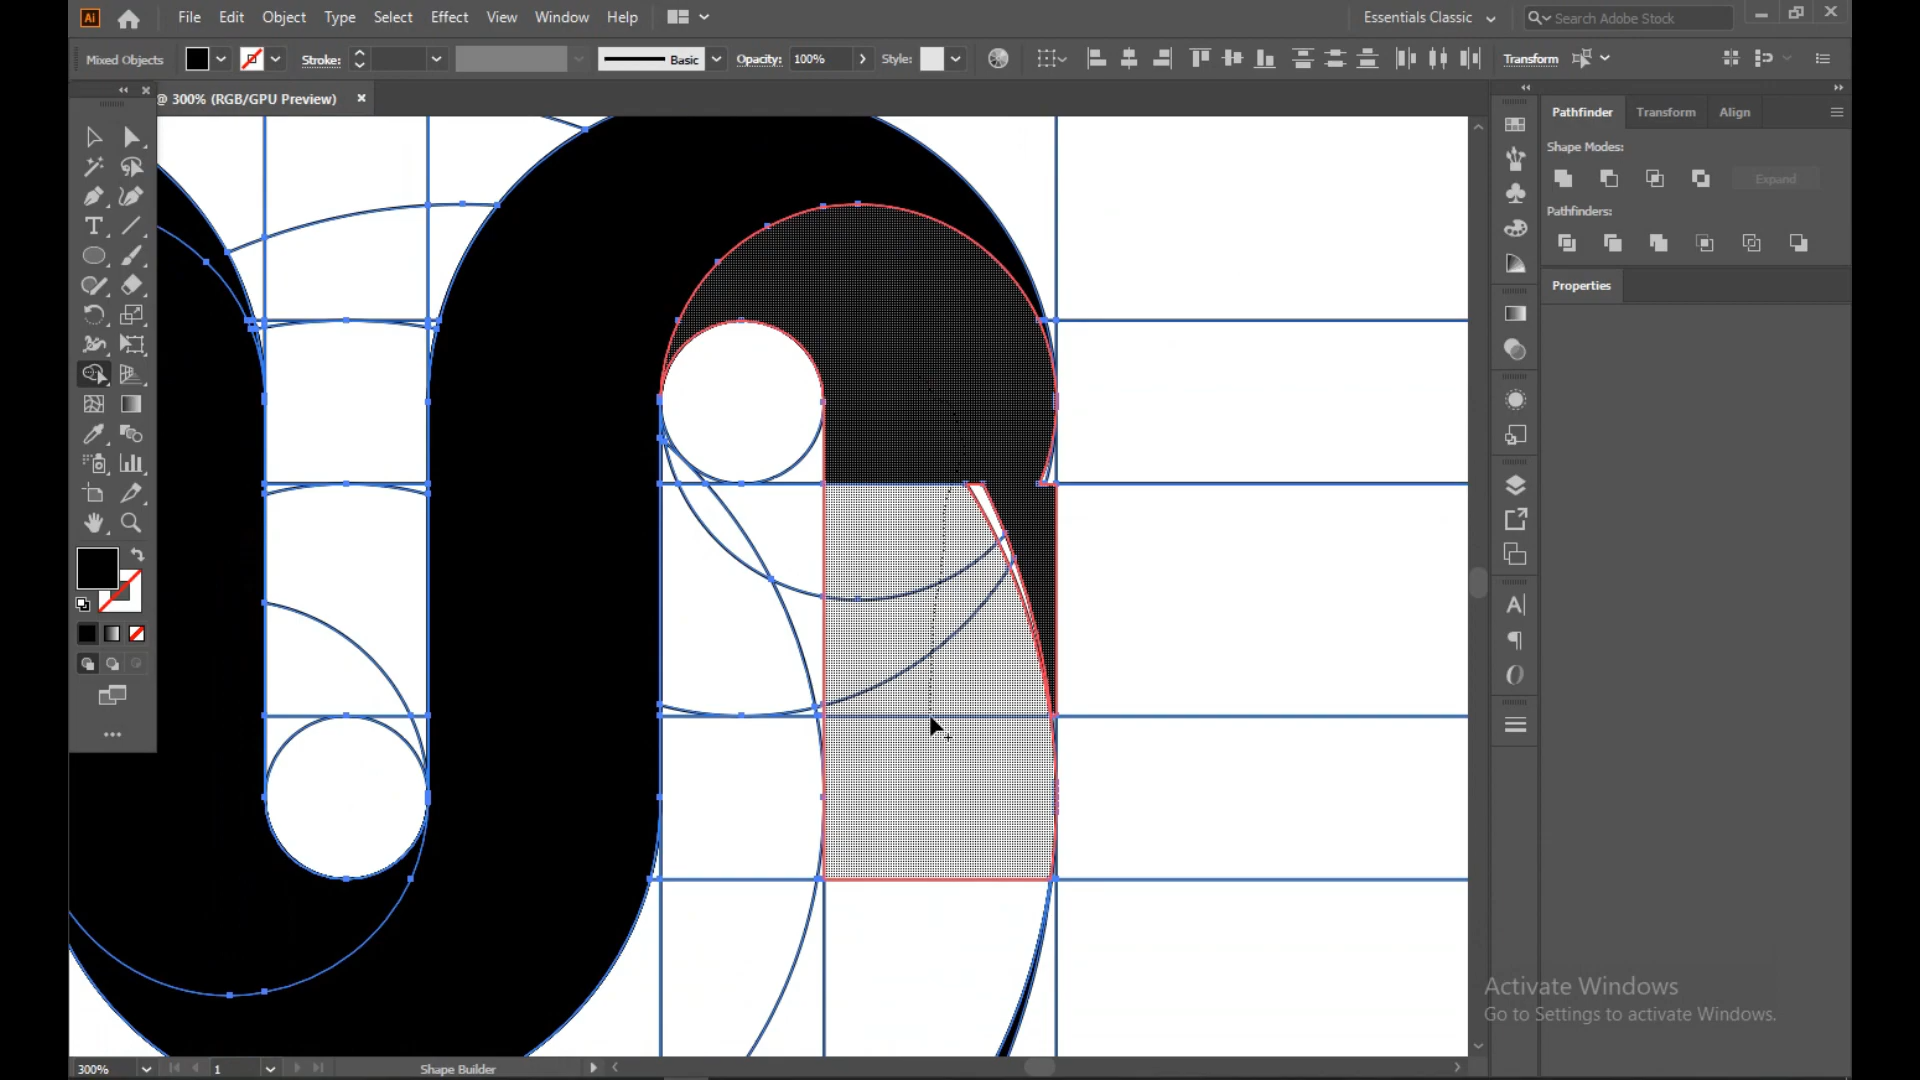 Ai File Edit Object Type Select Effect View Window Help Essentials Classic Search Adobe Stock
Mixed Objects Stroke: Basic Opacity: 100% Style: Transform
@ 300% (RGB/GPU Preview)
Pathfinder Transform Align
Shape Modes:
Expand
Pathfinders:
Properties
Activate Windows
Go to Settings to activate Windows.
300% 1 Shape Builder